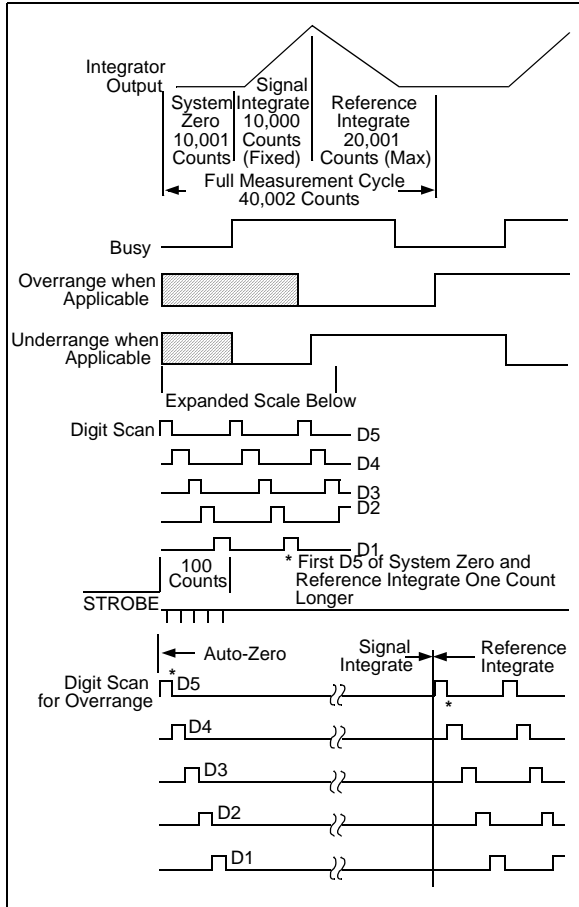 Integrator
Output
System
Zero
10,001
Counts
Signal
Integrate
10,000
Counts
(Fixed)
Reference
Integrate
20,001
Counts (Max)
Full Measurement Cycle
40,002 Counts
Busy
Overrange when
Applicable
Underrange when
Applicable
Expanded Scale Below
Digit Scan
D5
D4
D3
D2
D1
100
Counts
* First D5 of System Zero and
Reference Integrate One Count
Longer
STROBE
Auto-Zero
Signal
Integrate
Reference
Integrate
Digit Scan
for Overrange
* D5
*
D4
D3
D2
D1